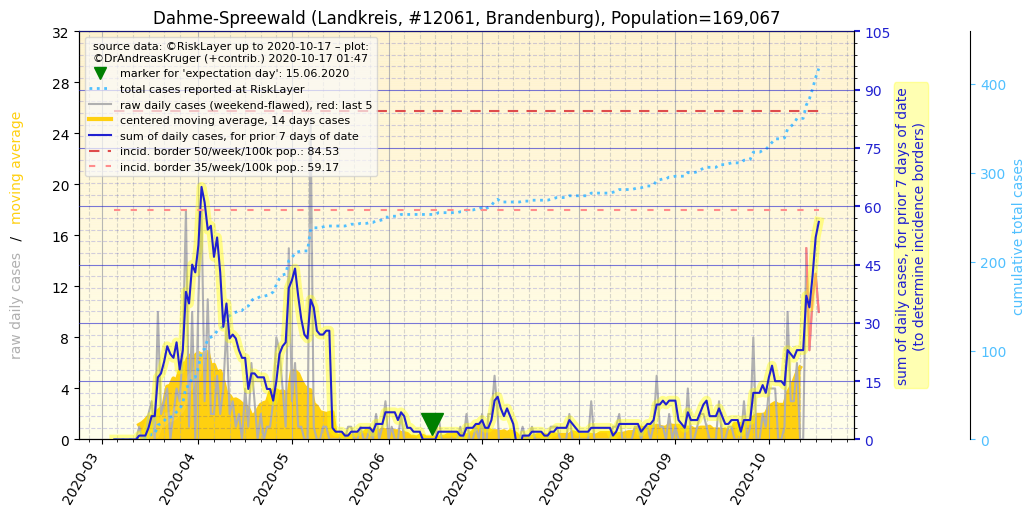 Dahme-Spreewald (Landkreis, #12061, Brandenburg), Population=169,067
source data: ©RiskLayer up to 2020-10-17 – plot:
©DrAndreasKruger (+contrib.) 2020-10-17 01:47
marker for 'expectation day': 15.06.2020
total cases reported at RiskLayer
raw daily cases (weekend-flawed), red: last 5
centered moving average, 14 days cases
sum of daily cases, for prior 7 days of date
incid. border 50/week/100k pop.: 84.53
incid. border 35/week/100k pop.: 59.17
raw daily cases / moving average
32
28
24
20
16
12
8
4
0
2020-03
2020-04
2020-05
2020-06
2020-07
2020-08
2020-09
2020-10
105
90
75
60
45
30
15
0
sum of daily cases, for prior 7 days of date
(to determine incidence borders)
400
300
200
100
0
cumulative total cases